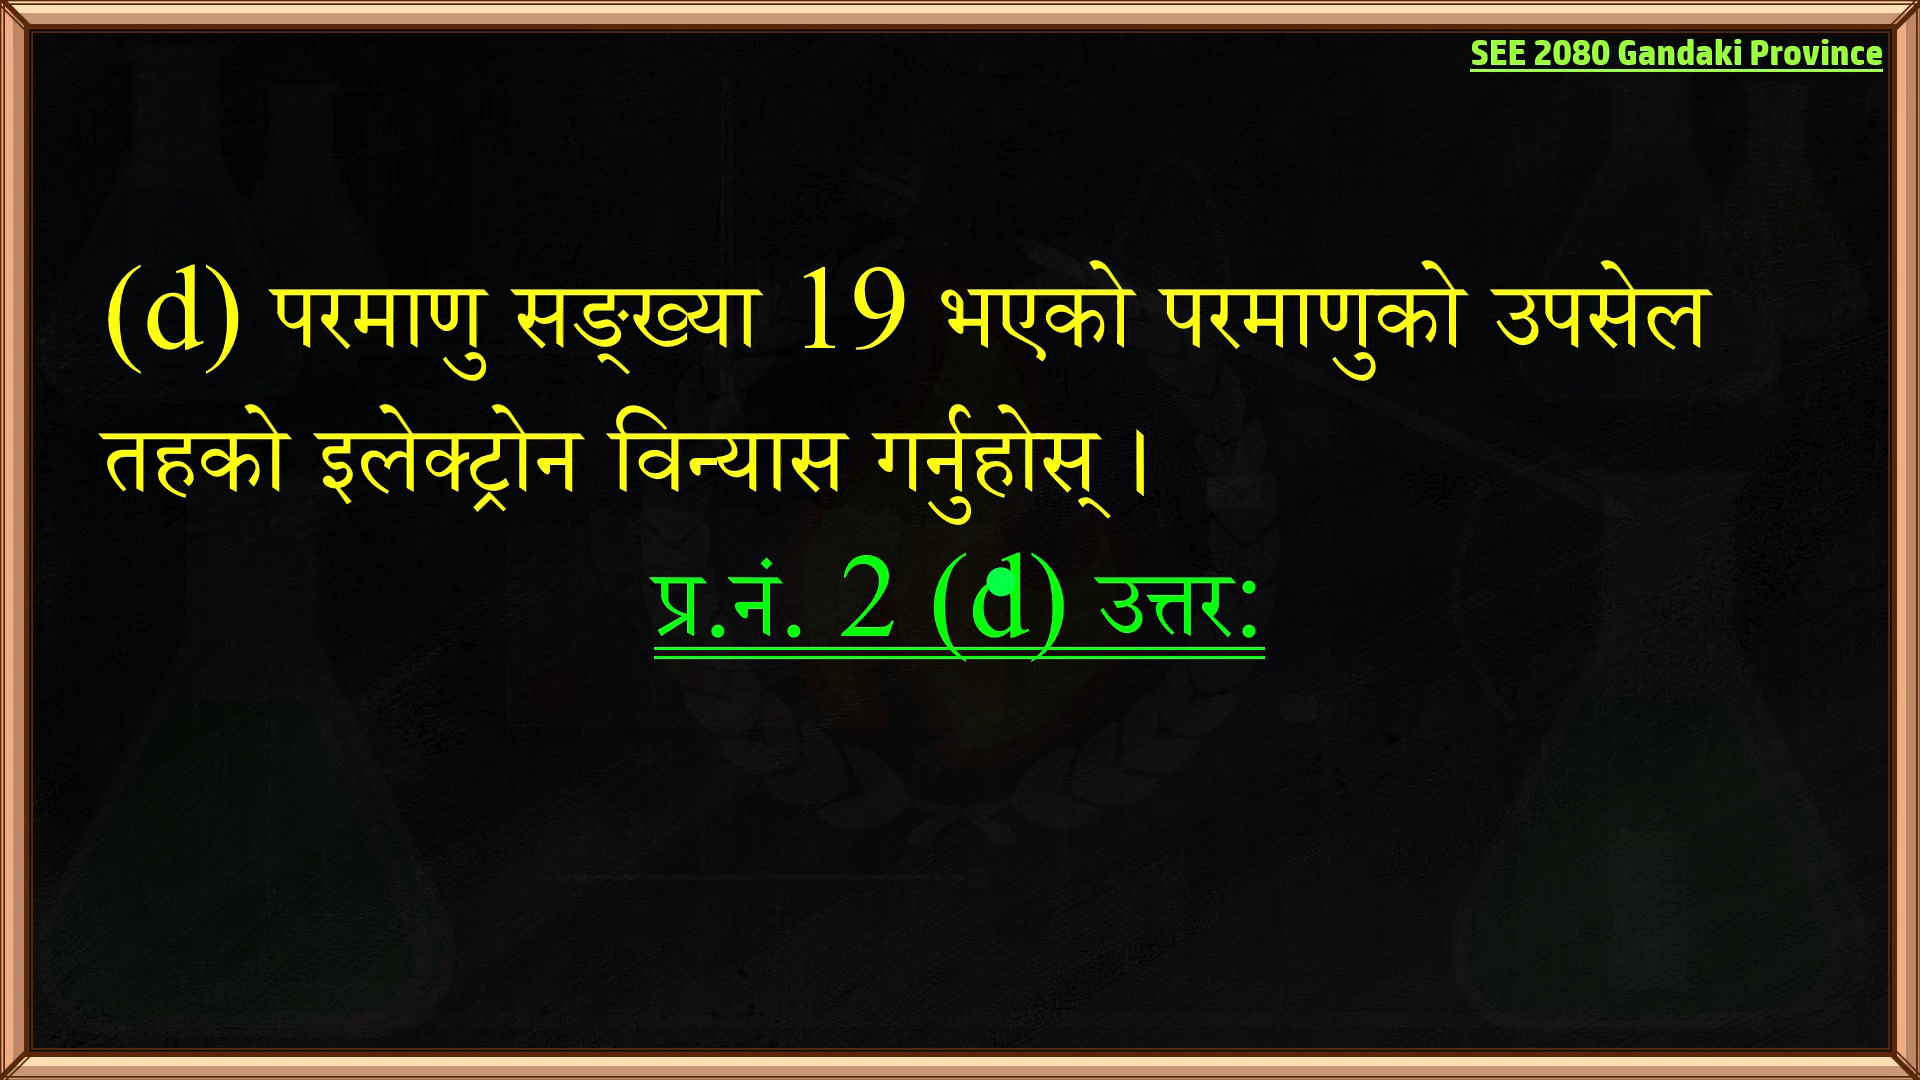 SEE 2080 Gandaki Province
(d) परमाणु सङ्ख्या 19 भएको परमाणुको उपसेल
तहको इलेक्ट्रोन विन्यास गर्नुहोस् ।
प्र.नं. 2 (d) उत्तर: